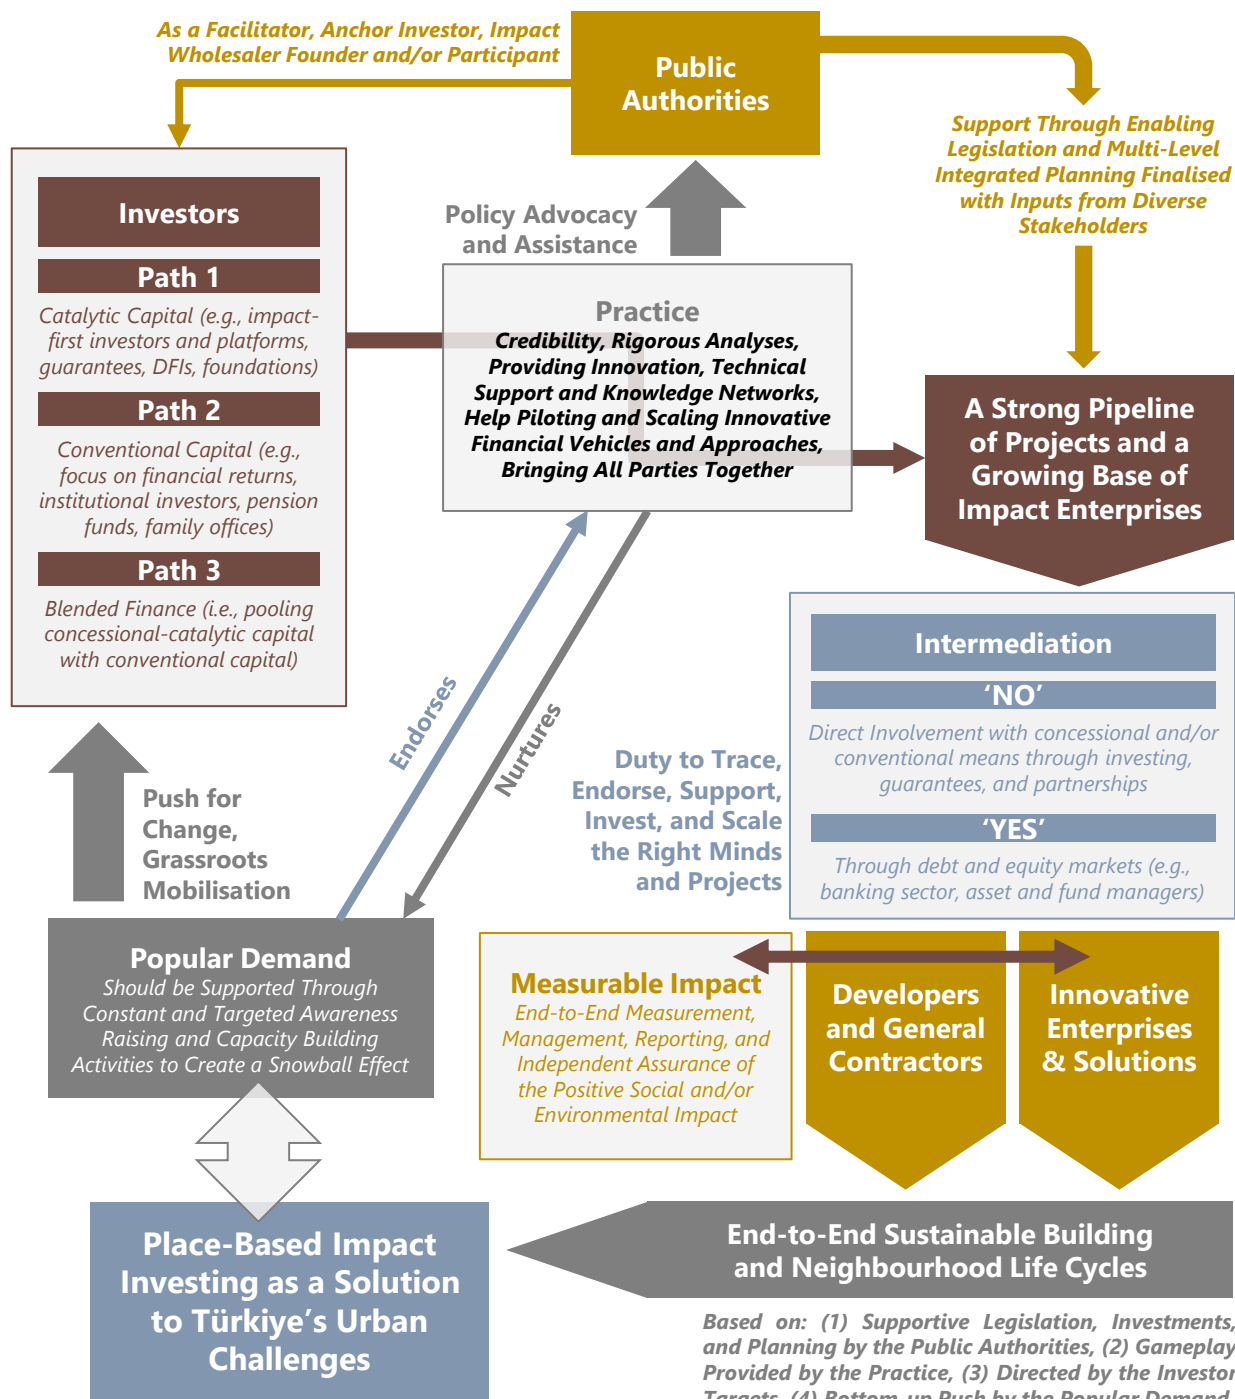 As a Facilitator, Anchor Investor, Impact
Wholesaler Founder and/or Participant
Public
Authorities
Support Through Enabling
Legislation and Multi-Level
Integrated Planning Finalised
with Inputs from Diverse
Stakeholders
Investors
Path 1
Catalytic Capital (e.g., impact-
first investors and platforms,
guarantees, DFIs, foundations)
Path 2
Conventional Capital (e.g.,
focus on financial returns,
institutional investors, pension
funds, family offices)
Path 3
Blended Finance (i.e., pooling
concessional-catalytic capital
with conventional capital)
Policy Advocacy
and Assistance
Practice
Credibility, Rigorous Analyses,
Providing Innovation, Technical
Support and Knowledge Networks,
Help Piloting and Scaling Innovative
Financial Vehicles and Approaches,
Bringing All Parties Together
A Strong Pipeline
of Projects and a
Growing Base of
Impact Enterprises
Endorses
Nurtures
Intermediation
‘NO’
Direct Involvement with concessional and/or
conventional means through investing,
guarantees, and partnerships
‘YES’
Through debt and equity markets (e.g.,
banking sector, asset and fund managers)
Duty to Trace,
Endorse, Support,
Invest, and Scale
the Right Minds
and Projects
Push for
Change,
Grassroots
Mobilisation
Popular Demand
Should be Supported Through
Constant and Targeted Awareness
Raising and Capacity Building
Activities to Create a Snowball Effect
Measurable Impact
End-to-End Measurement,
Management, Reporting, and
Independent Assurance of
the Positive Social and/or
Environmental Impact
Developers
and General
Contractors
Innovative
Enterprises
& Solutions
Place-Based Impact
Investing as a Solution
to Türkiye’s Urban
Challenges
End-to-End Sustainable Building
and Neighbourhood Life Cycles
Based on: (1) Supportive Legislation, Investments,
and Planning by the Public Authorities, (2) Gameplay
Provided by the Practice, (3) Directed by the Investor
Targets, (4) Bottom-up Push by the Popular Demand